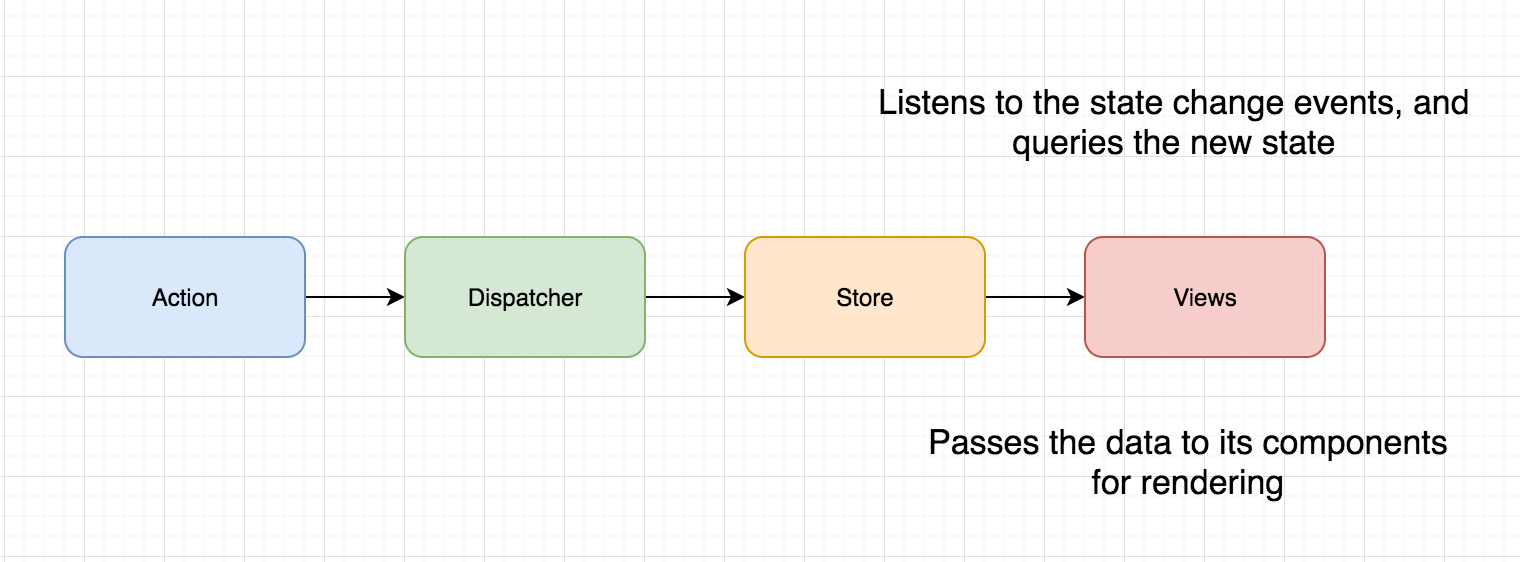 Listens to the state change events, and
queries the new state
Action
Dispatcher
Store
Views
Passes the data to its components
for rendering